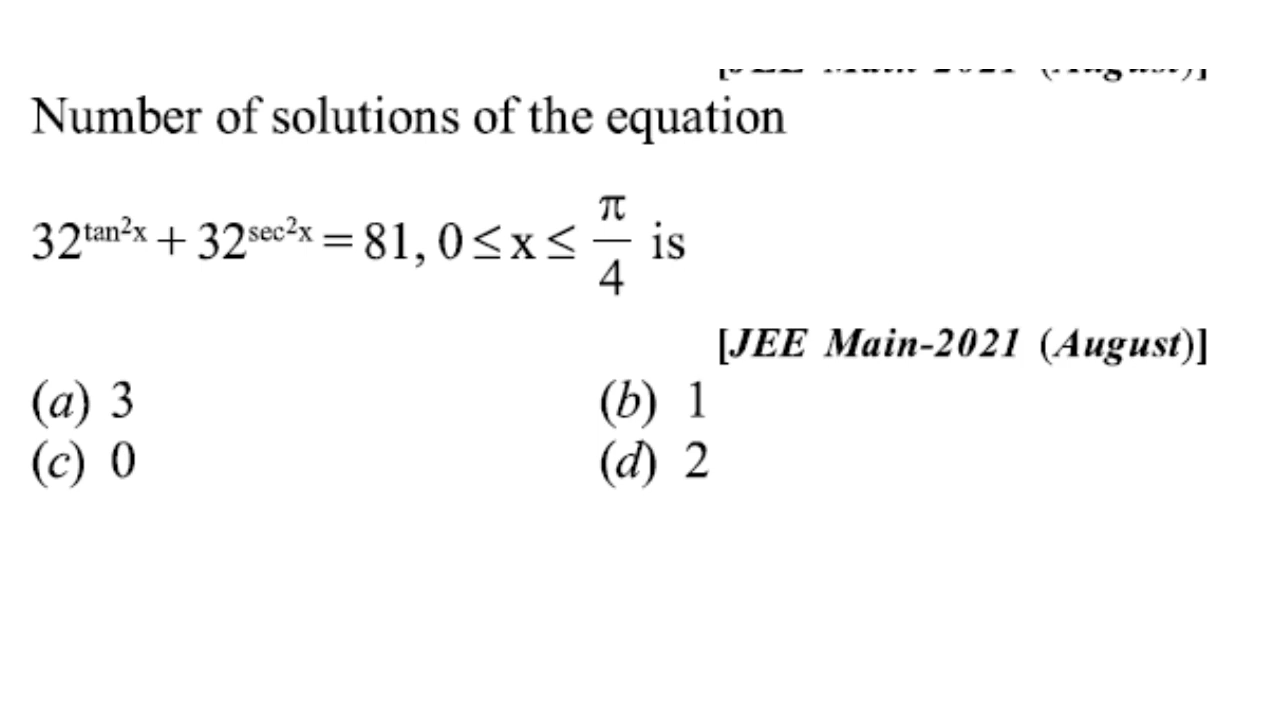 Number of solutions of the equation
32^{tan²x} + 32^{sec²x} = 81, 0 ≤ x ≤ π/4 is
[JEE Main-2021 (August)]
(a) 3 (b) 1
(c) 0 (d) 2